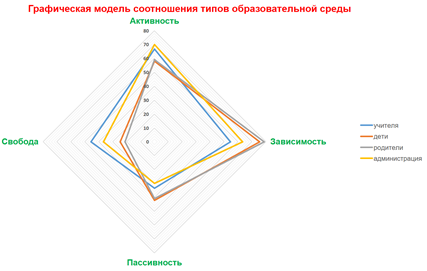 Графическая модель соотношения типов образовательной среды
Активность
80
70
60
50
40
30
20
10
0
Свобода
Зависимость
учителя
дети
родители
администрация
Пассивность